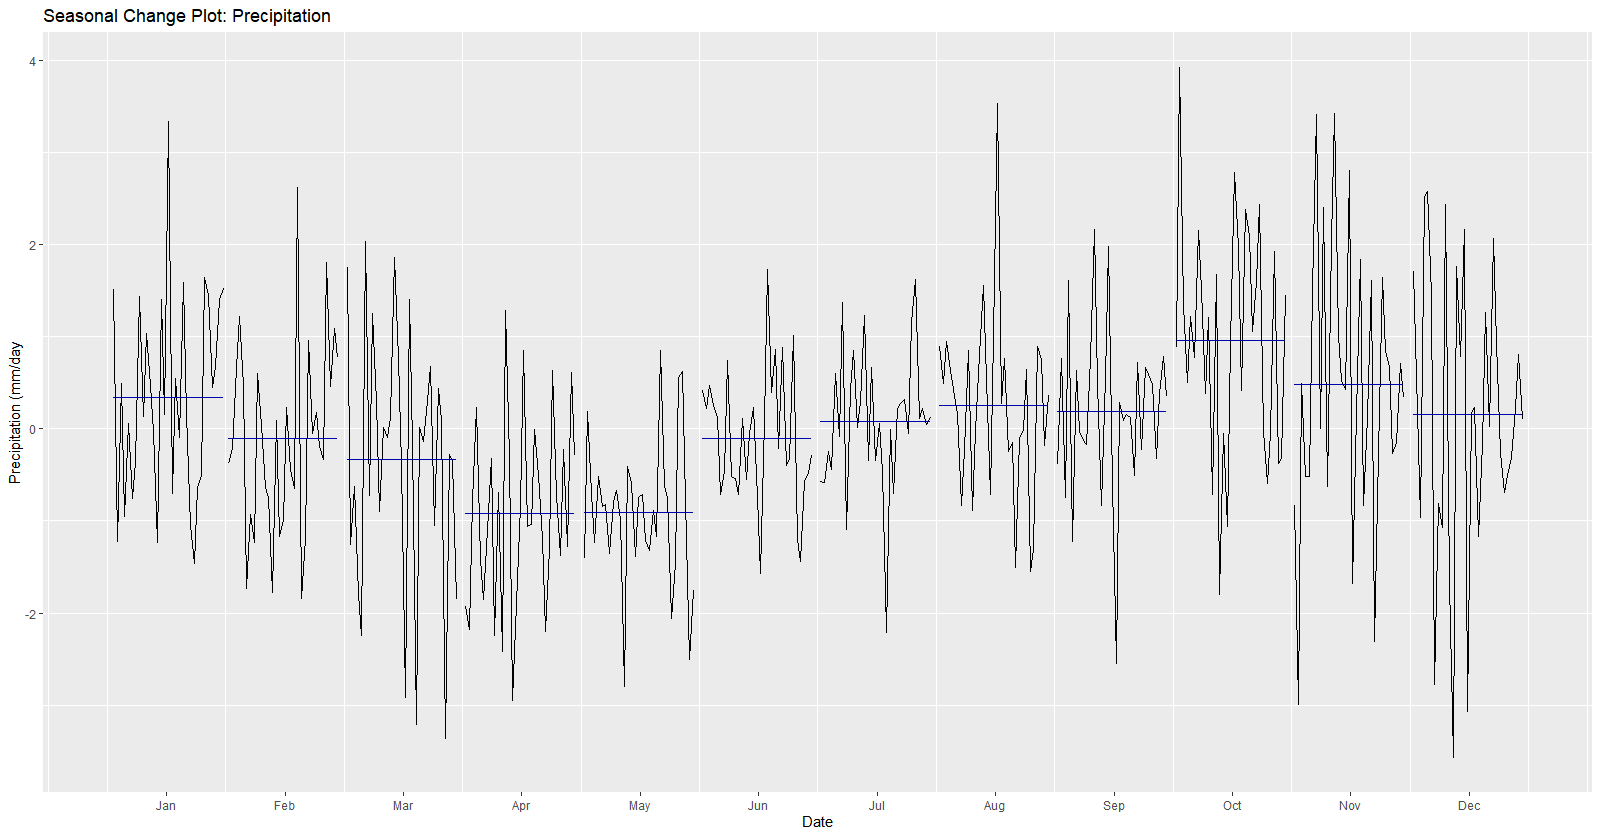 Seasonal Change Plot: Precipitation
Precipitation (mm/day
4
2
0
-2
Jan Feb Mar Apr May Jun Jul Aug Sep Oct Nov Dec
Date